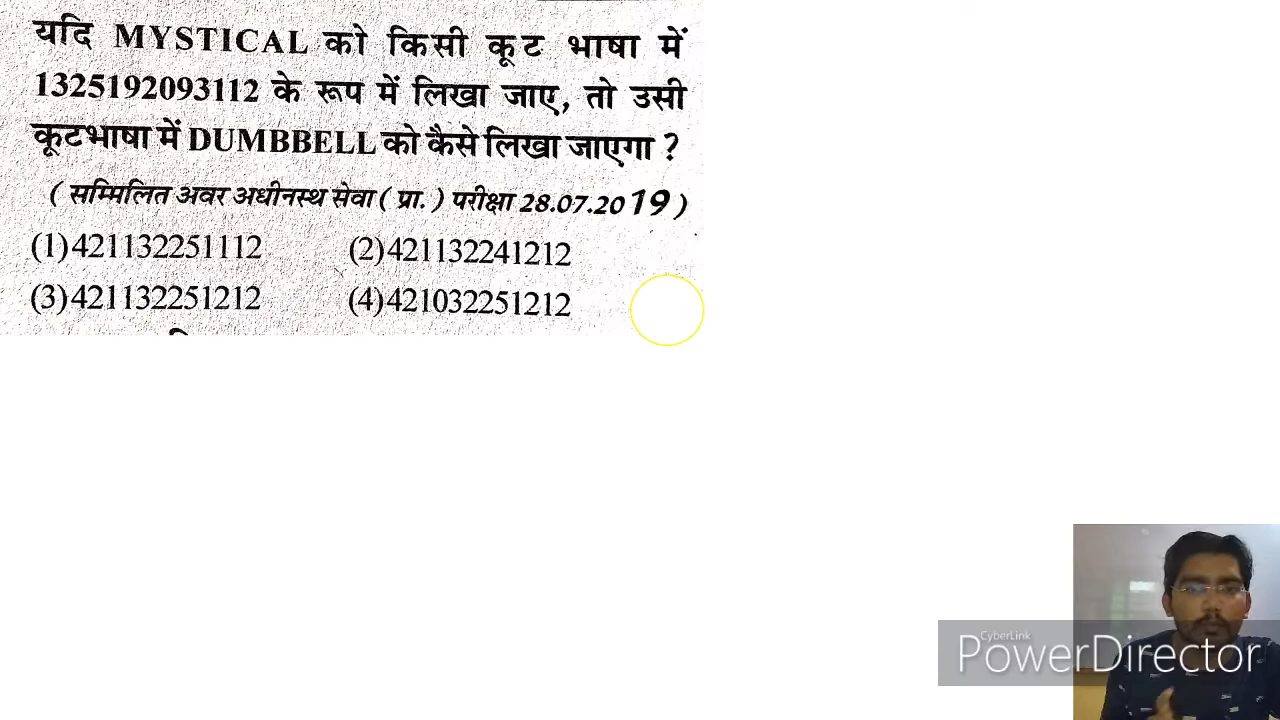 यदि MYSTICAL को किसी कूट भाषा में
1325192093112 के रूप में लिखा जाए, तो उसी
कूटभाषा में DUMBBELL को कैसे लिखा जाएगा ?
( सम्मिलित अवर अधीनस्थ सेवा ( प्रा. ) परीक्षा 28.07.2019 )
(1) 421132251112 (2) 421132241212
(3) 421132251212 (4) 421032251212
CyberLink
PowerDirector